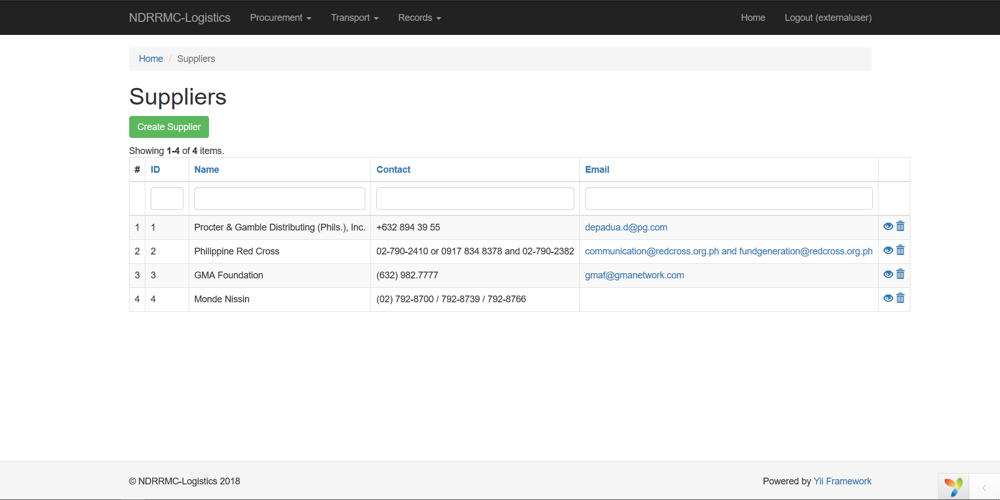 NDRRMC-Logistics Procurement Transport Records Home Logout (externaluser)
Home / Suppliers
Suppliers
Create Supplier
Showing 1-4 of 4 items.
# ID Name Contact Email
1 1 Procter & Gamble Distributing (Phils.), Inc. +632 894 39 55 depadua.d@pg.com
2 2 Philippine Red Cross 02-790-2410 or 0917 834 8378 and 02-790-2382 communication@redcross.org.ph and fundgeneration@redcross.org.ph
3 3 GMA Foundation (632) 982.7777 gmaf@gmanetwork.com
4 4 Monde Nissin (02) 792-8700 / 792-8739 / 792-8766
© NDRRMC-Logistics 2018 Powered by Yii Framework